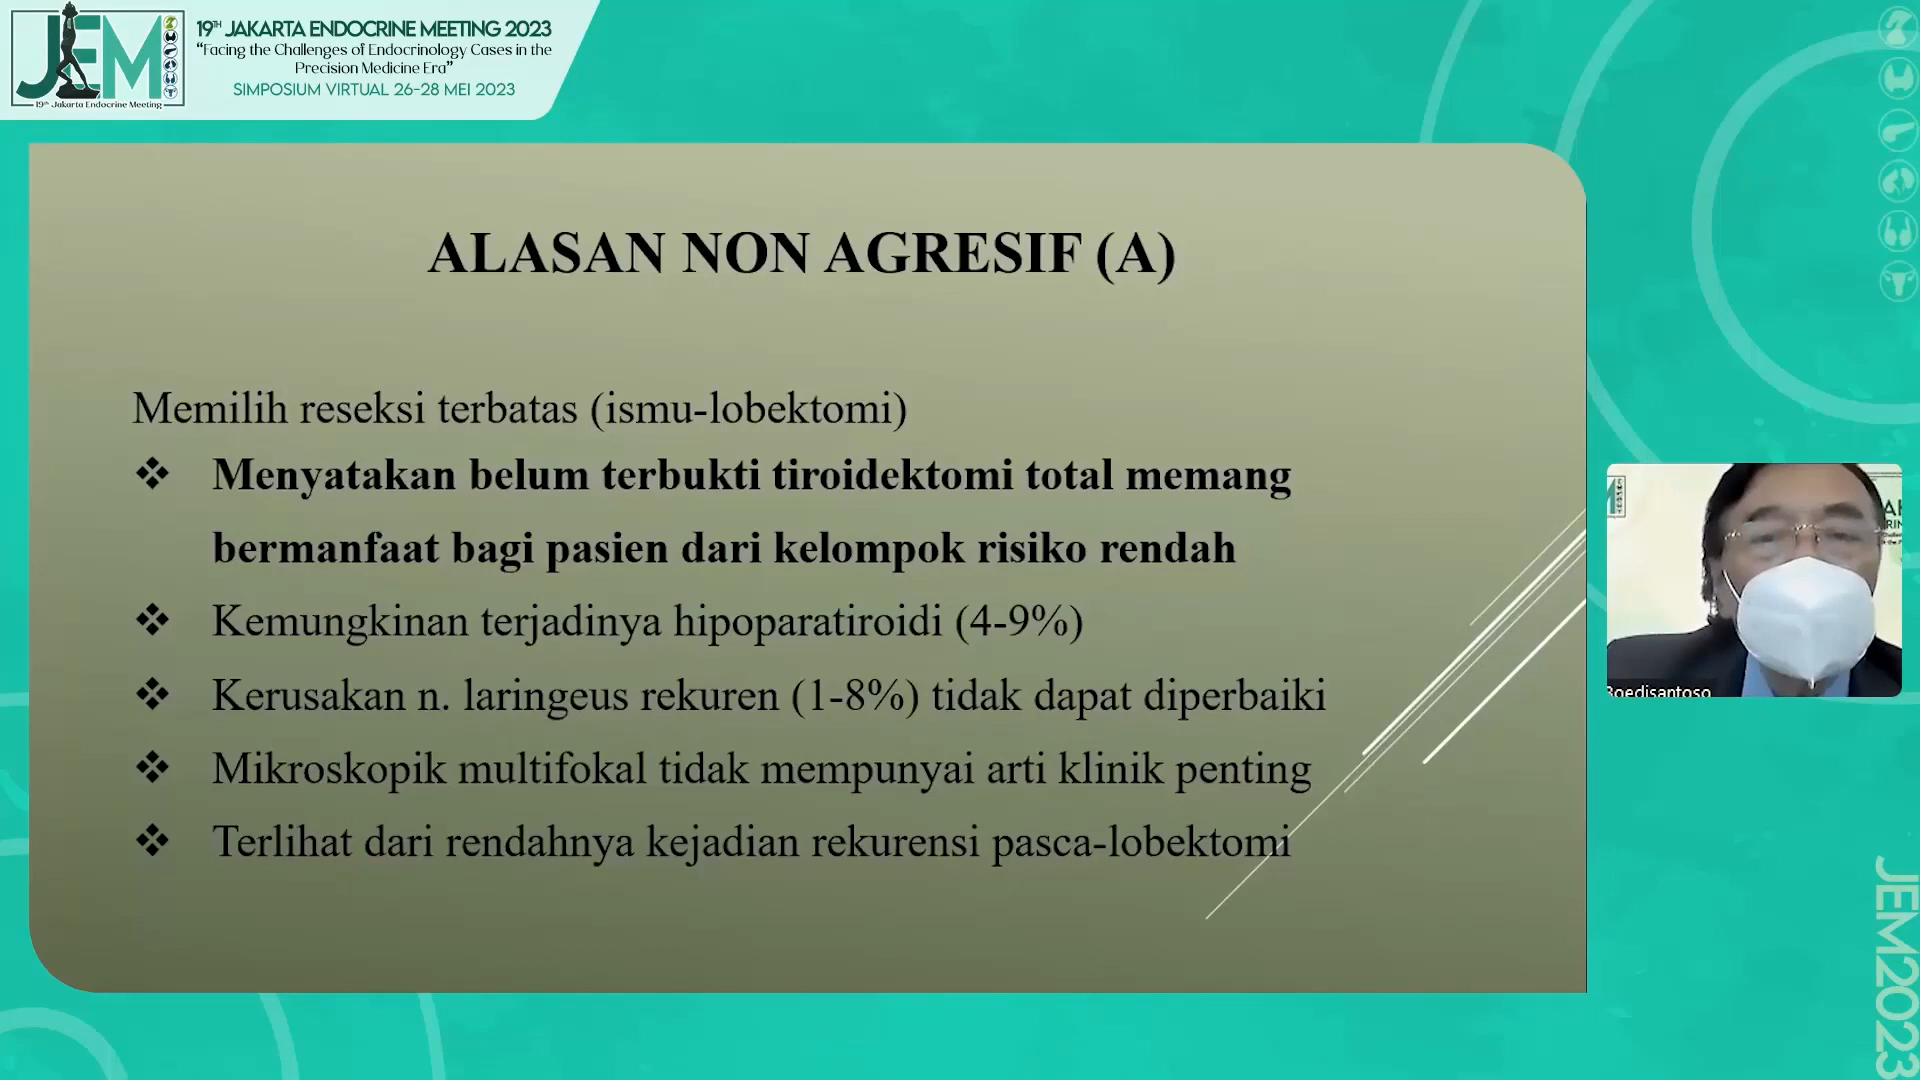 JEM
19th Jakarta Endocrine Meeting
19TH JAKARTA ENDOCRINE MEETING 2023
“Facing the Challenges of Endocrinology Cases in the
Precision Medicine Era”
SIMPOSIUM VIRTUAL 26-28 MEI 2023
ALASAN NON AGRESIF (A)
Memilih reseksi terbatas (ismu-lobektomi)
❖ Menyatakan belum terbukti tiroidektomi total memang
bermanfaat bagi pasien dari kelompok risiko rendah
❖ Kemungkinan terjadinya hipoparatiroidi (4-9%)
❖ Kerusakan n. laringeus rekuren (1-8%) tidak dapat diperbaiki
❖ Mikroskopik multifokal tidak mempunyai arti klinik penting
❖ Terlihat dari rendahnya kejadian rekurensi pasca-lobektomi
Boedisantoso
JEM2023